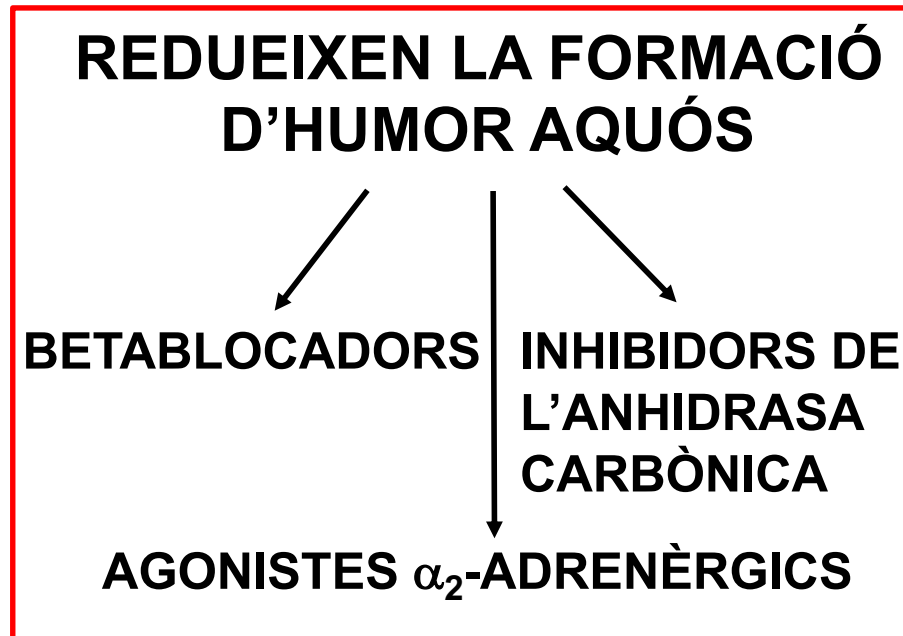 REDUEIXEN LA FORMACIÓ
D’HUMOR AQUÓS
BETABLOCADORS
INHIBIDORS DE
L’ANHIDRASA
CARBÒNICA
AGONISTES α₂-ADRENÈRGICS